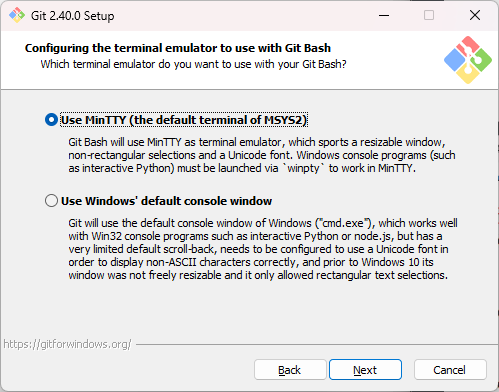 Git 2.40.0 Setup
Configuring the terminal emulator to use with Git Bash
Which terminal emulator do you want to use with your Git Bash?
Use MinTTY (the default terminal of MSYS2)
Git Bash will use MinTTY as terminal emulator, which sports a resizable window,
non-rectangular selections and a Unicode font. Windows console programs (such
as interactive Python) must be launched via `winpty` to work in MinTTY.
Use Windows' default console window
Git will use the default console window of Windows ("cmd.exe"), which works well
with Win32 console programs such as interactive Python or node.js, but has a
very limited default scroll-back, needs to be configured to use a Unicode font in
order to display non-ASCII characters correctly, and prior to Windows 10 its
window was not freely resizable and it only allowed rectangular text selections.
https://gitforwindows.org/
Back Next Cancel